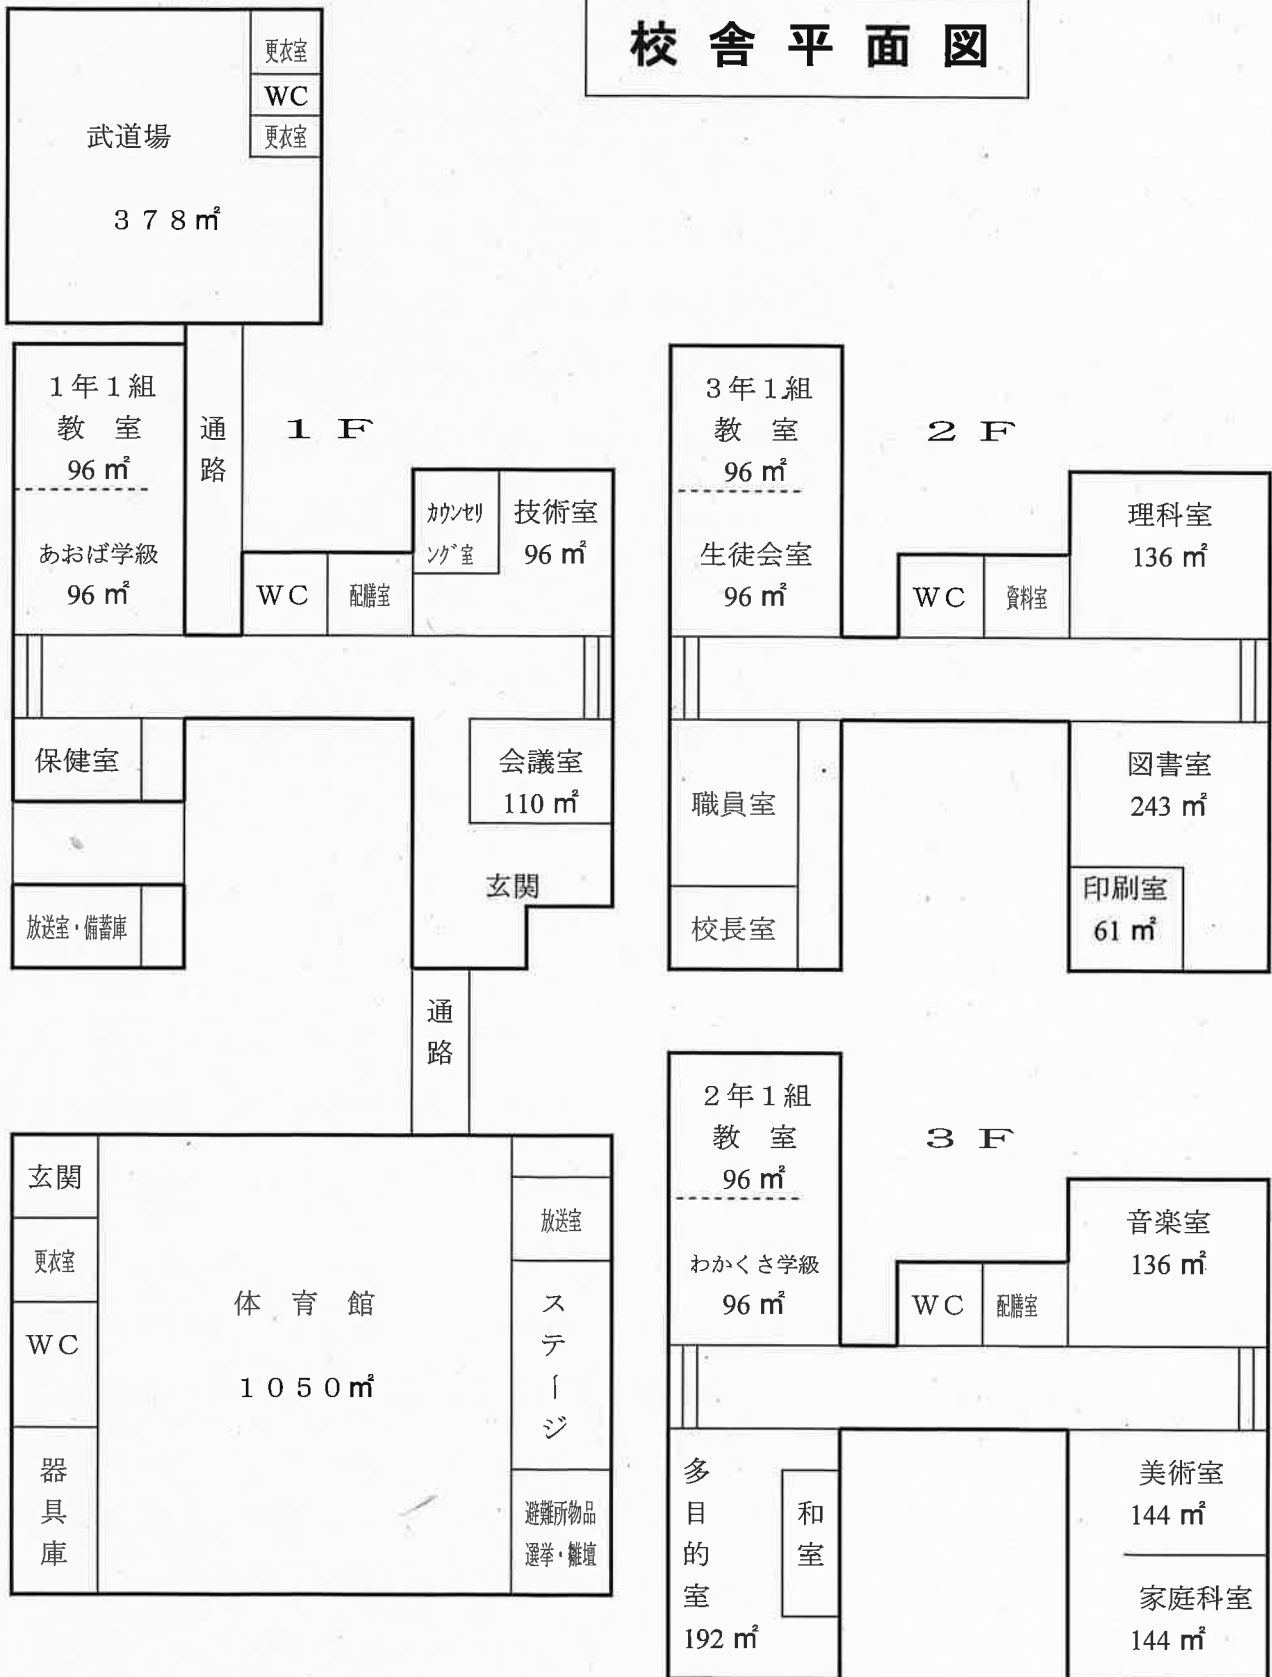 校舎平面図
更衣室
WC
更衣室
武道場
378㎡
1年1組
教室
96㎡
あおば学級
96㎡
通路
1F
カウンセリ
ング室
技術室
96㎡
WC
配膳室
保健室
会議室
110㎡
玄関
放送室・備蓄庫
通路
3年1組
教室
96㎡
生徒会室
96㎡
2F
理科室
136㎡
WC
資料室
職員室
校長室
図書室
243㎡
印刷室
61㎡
玄関
更衣室
WC
器具庫
体育館
1050㎡
放送室
ステージ
避難所物品
選挙・雛壇
2年1組
教室
96㎡
わかくさ学級
96㎡
3F
音楽室
136㎡
WC
配膳室
多目的室
192㎡
和室
美術室
144㎡
家庭科室
144㎡